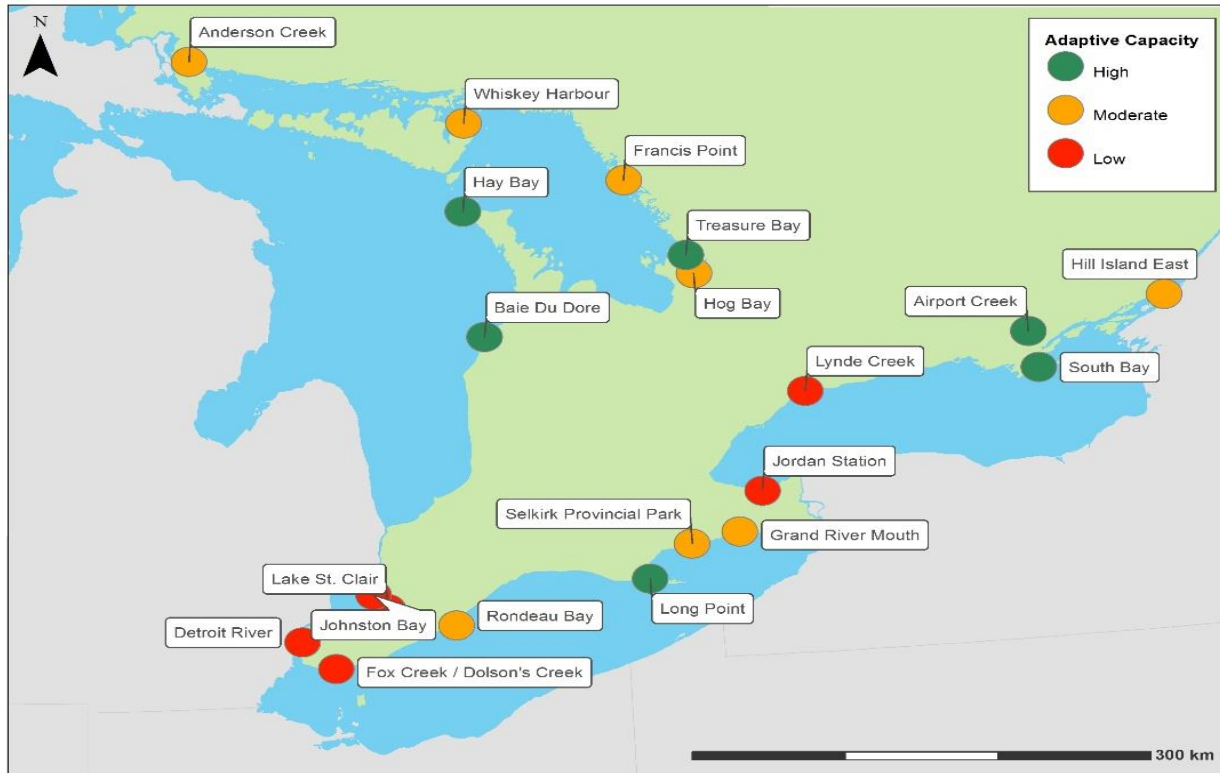 N
Anderson Creek
Adaptive Capacity
High
Moderate
Low
Whiskey Harbour
Francis Point
Hay Bay
Treasure Bay
Hill Island East
Hog Bay
Baie Du Dore
Airport Creek
Lynde Creek
South Bay
Jordan Station
Selkirk Provincial Park
Grand River Mouth
Lake St. Clair
Long Point
Rondeau Bay
Johnston Bay
Detroit River
Fox Creek / Dolson's Creek
300 km